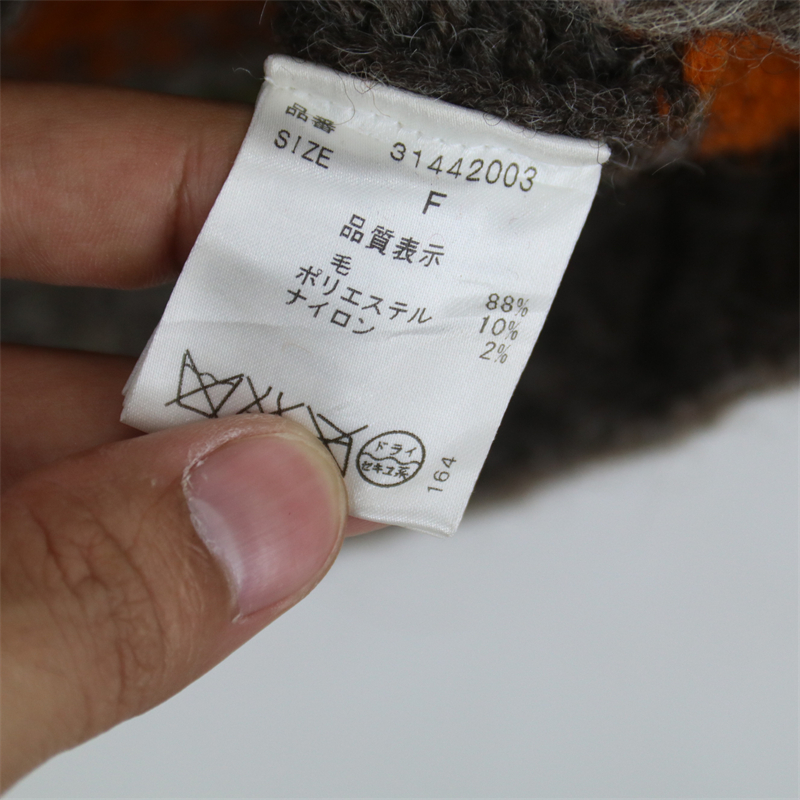 品番 31442003
SIZE F
品質表示
毛 88%
ポリエステル 10%
ナイロン 2%
ドライ
セキユ系
164